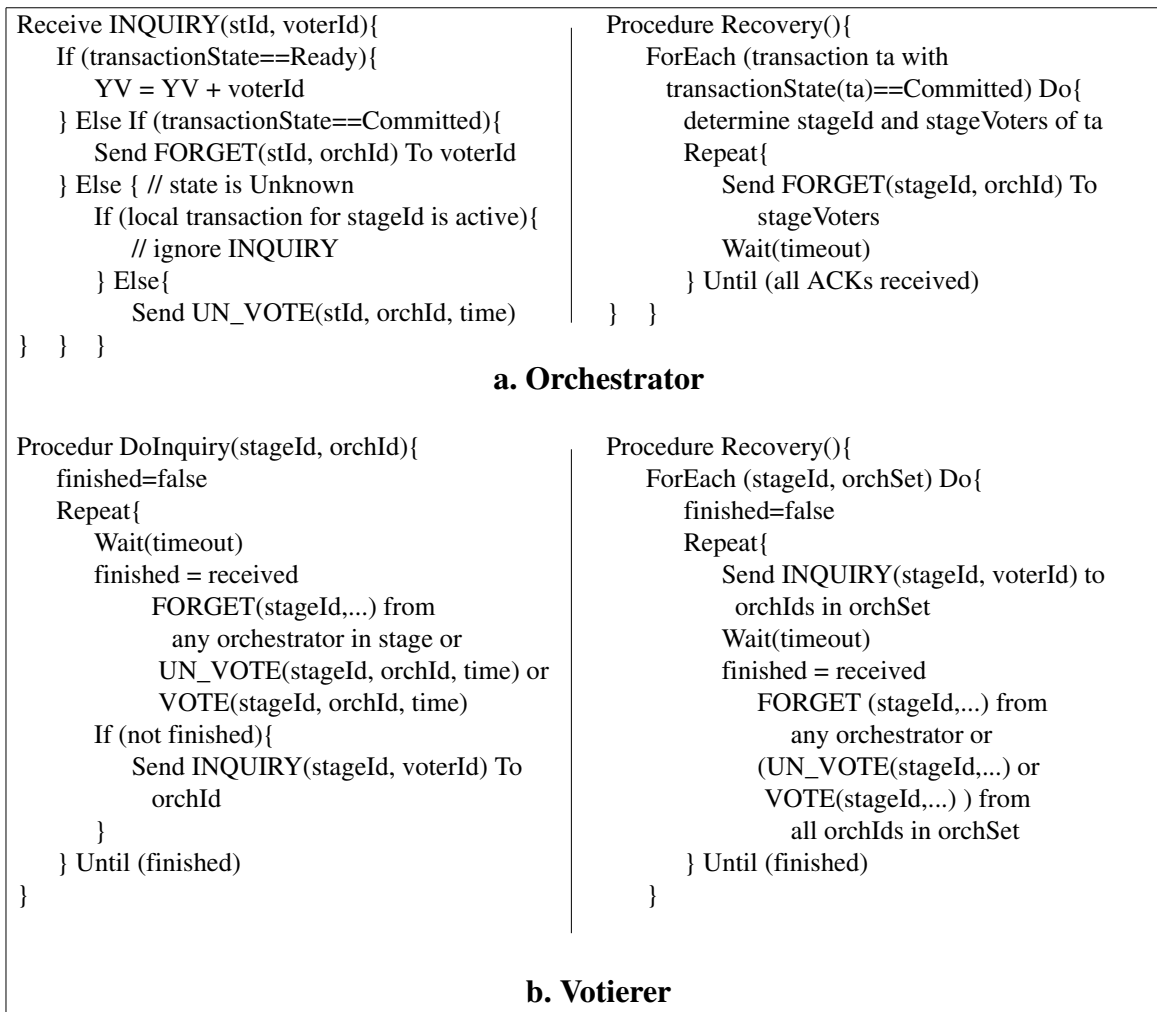 Receive INQUIRY(stId, voterId){
If (transactionState==Ready){
YV = YV + voterId
} Else If (transactionState==Committed){
Send FORGET(stId, orchId) To voterId
} Else { // state is Unknown
If (local transaction for stageId is active){
// ignore INQUIRY
} Else{
Send UN_VOTE(stId, orchId, time)
} } }
Procedure Recovery(){
ForEach (transaction ta with
transactionState(ta)==Committed) Do{
determine stageId and stageVoters of ta
Repeat{
Send FORGET(stageId, orchId) To
stageVoters
Wait(timeout)
} Until (all ACKs received)
} }
a. Orchestrator
Procedur DoInquiry(stageId, orchId){
finished=false
Repeat{
Wait(timeout)
finished = received
FORGET(stageId,...) from
any orchestrator in stage or
UN_VOTE(stageId, orchId, time) or
VOTE(stageId, orchId, time)
If (not finished){
Send INQUIRY(stageId, voterId) To
orchId
}
} Until (finished)
}
Procedure Recovery(){
ForEach (stageId, orchSet) Do{
finished=false
Repeat{
Send INQUIRY(stageId, voterId) to
orchIds in orchSet
Wait(timeout)
finished = received
FORGET (stageId,...) from
any orchestrator or
(UN_VOTE(stageId,...) or
VOTE(stageId,...) ) from
all orchIds in orchSet
} Until (finished)
}
b. Votierer